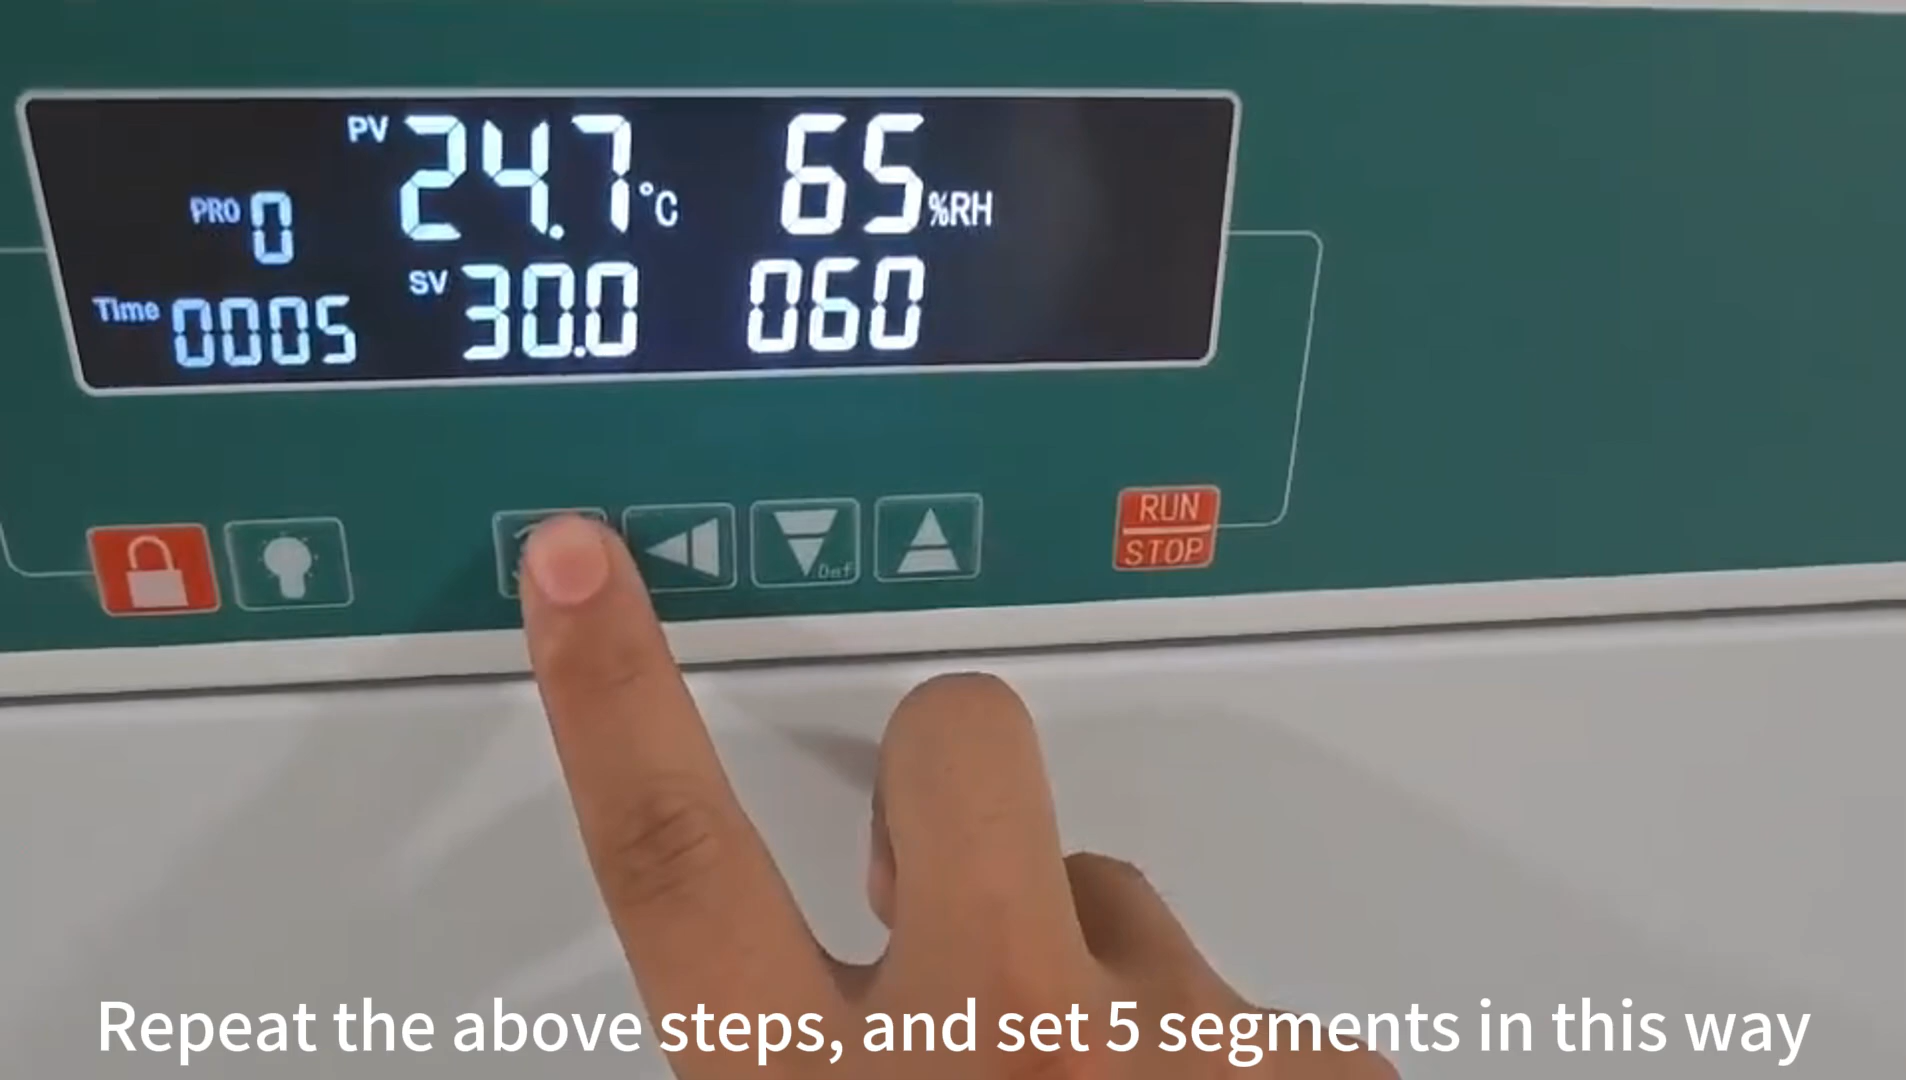 PV 24.7 °C 65 %RH
PRO 0
SV 30.0 060
Time 0005
Def
RUN
STOP
Repeat the above steps, and set 5 segments in this way